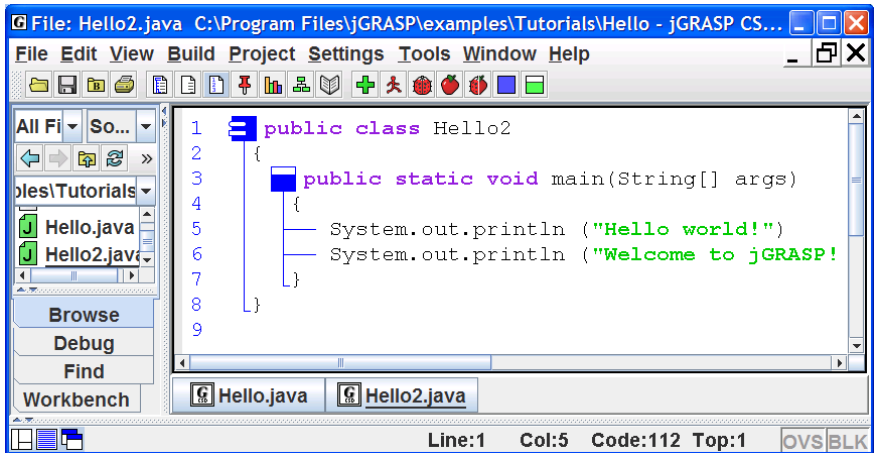 File: Hello2.java C:\Program Files\jGRASP\examples\Tutorials\Hello - jGRASP CS...
File Edit View Build Project Settings Tools Window Help
All Fi So...
»
ples\Tutorials
Hello.java
Hello2.java
Browse
Debug
Find
Workbench
1 public class Hello2
2 {
3 public static void main(String[] args)
4 {
5 System.out.println ("Hello world!")
6 System.out.println ("Welcome to jGRASP!
7 }
8 }
9
Hello.java Hello2.java
Line:1 Col:5 Code:112 Top:1 OVS BLK